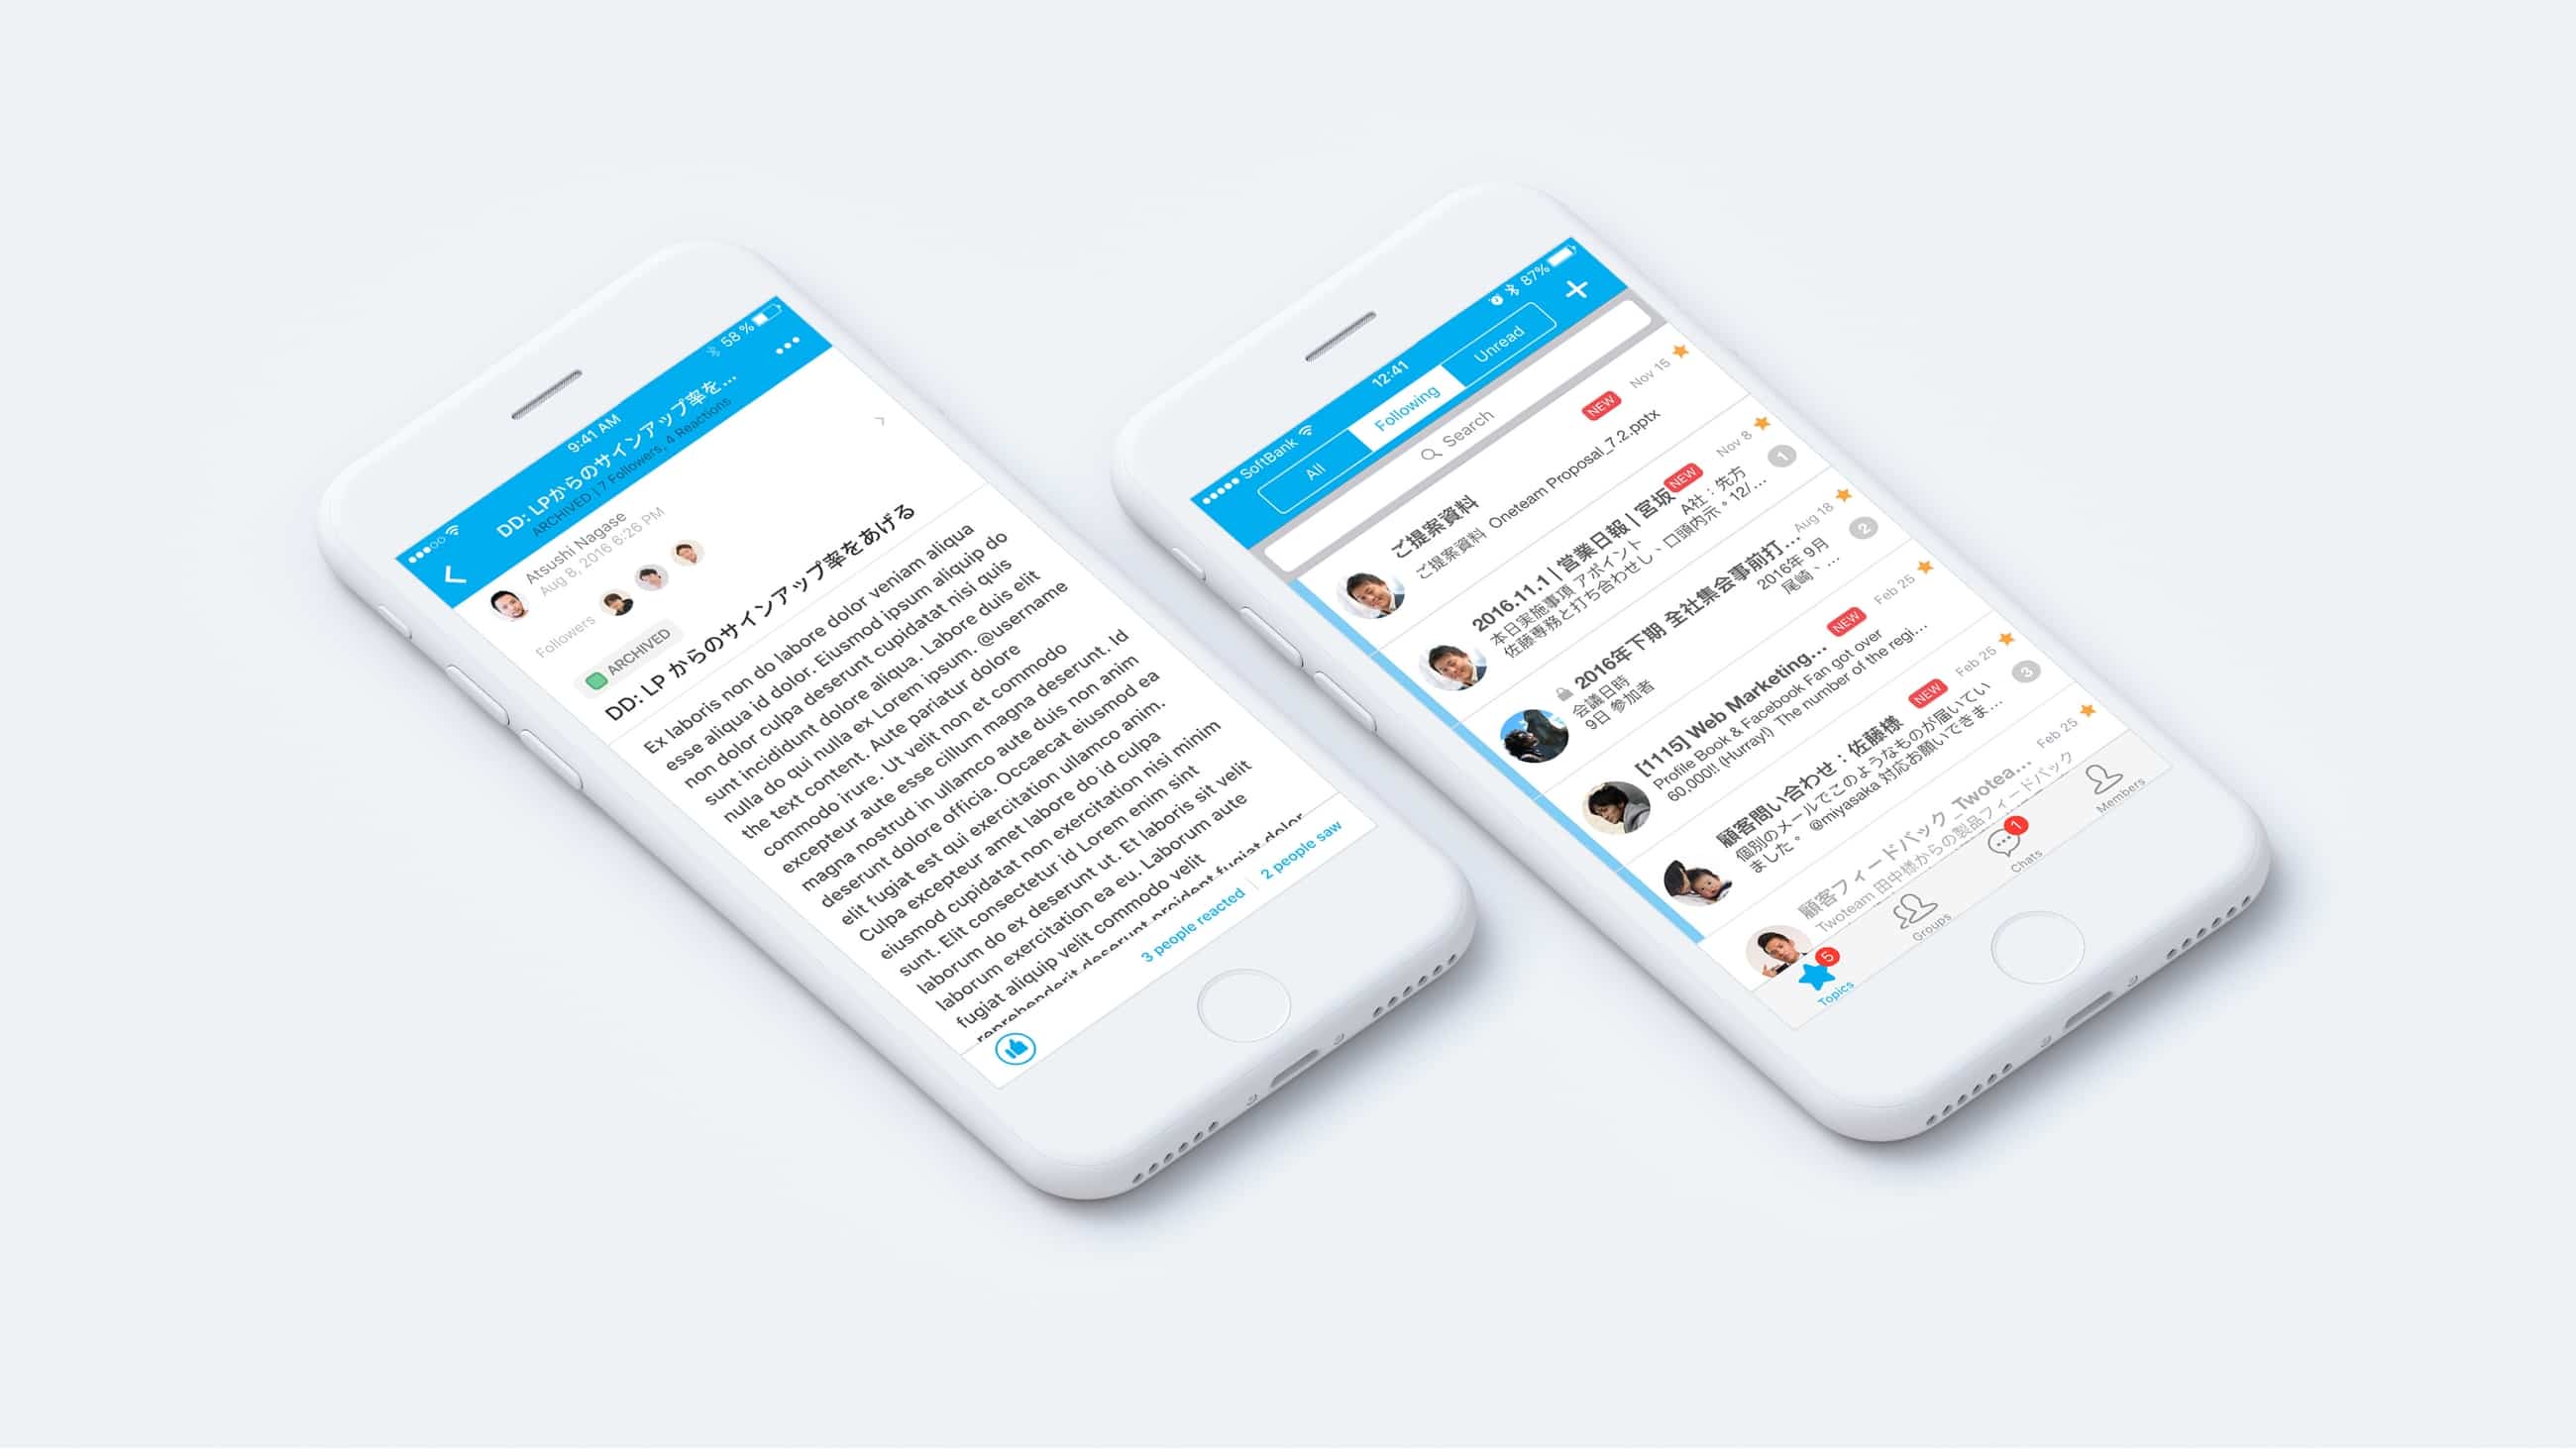 9:41 AM
58 %
DD: LPからのサインアップ率を...
ARCHIVED | 7 Followers, 4 Reactions
Atsushi Nagase
Aug 8, 2016 6:26 PM
Followers
ARCHIVED
DD: LP からのサインアップ率をあげる
Ex laboris non do labore dolor veniam aliqua
esse aliqua id dolor. Eiusmod ipsum aliquip do
non dolor culpa deserunt cupidatat nisi quis
sunt incididunt dolore aliqua. Labore duis elit
nulla do qui nulla ex Lorem ipsum. @username
the text content. Aute pariatur dolore
commodo irure. Ut velit non et commodo
excepteur aute esse cillum magna deserunt. Id
magna nostrud in ullamco aute duis non anim
deserunt dolore officia. Occaecat eiusmod ea
elit fugiat est qui exercitation ullamco anim.
Culpa excepteur amet labore do id culpa
eiusmod cupidatat non exercitation nisi minim
sunt. Elit consectetur id Lorem enim sint
laborum do ex deserunt ut. Et laboris sit velit
laborum exercitation ea eu. Laborum aute
fugiat aliquip velit commodo velit
reprehenderit deserunt proident fugiat dolor
3 people reacted
2 people saw
SoftBank
12:41
87%
All
Following
Unread
Search
ご提案資料
NEW
Nov 15
ご提案資料 Oneteam Proposal_7.2.pptx
2016.11.1 | 営業日報 | 宮坂
NEW
Nov 8
本日実施事項 アポイント A社：先方
佐藤専務と打ち合わせし、口頭内示。12/...
1
2016年下期 全社集会事前打...
Aug 18
会議日時 2016年 9月
9日 参加者 尾崎、...
2
[1115] Web Marketing...
NEW
Feb 25
Profile Book & Facebook Fan got over
60,000!! (Hurray!) The number of the regi...
顧客問い合わせ：佐藤様
NEW
Feb 25
個別のメールでこのようなものが届いてい
ました。 @miyasaka 対応お願いできま...
3
顧客フィードバック_Twotea...
Feb 25
Twoteam 田中様からの製品フィードバック
5
Topics
Groups
1
Chats
Members